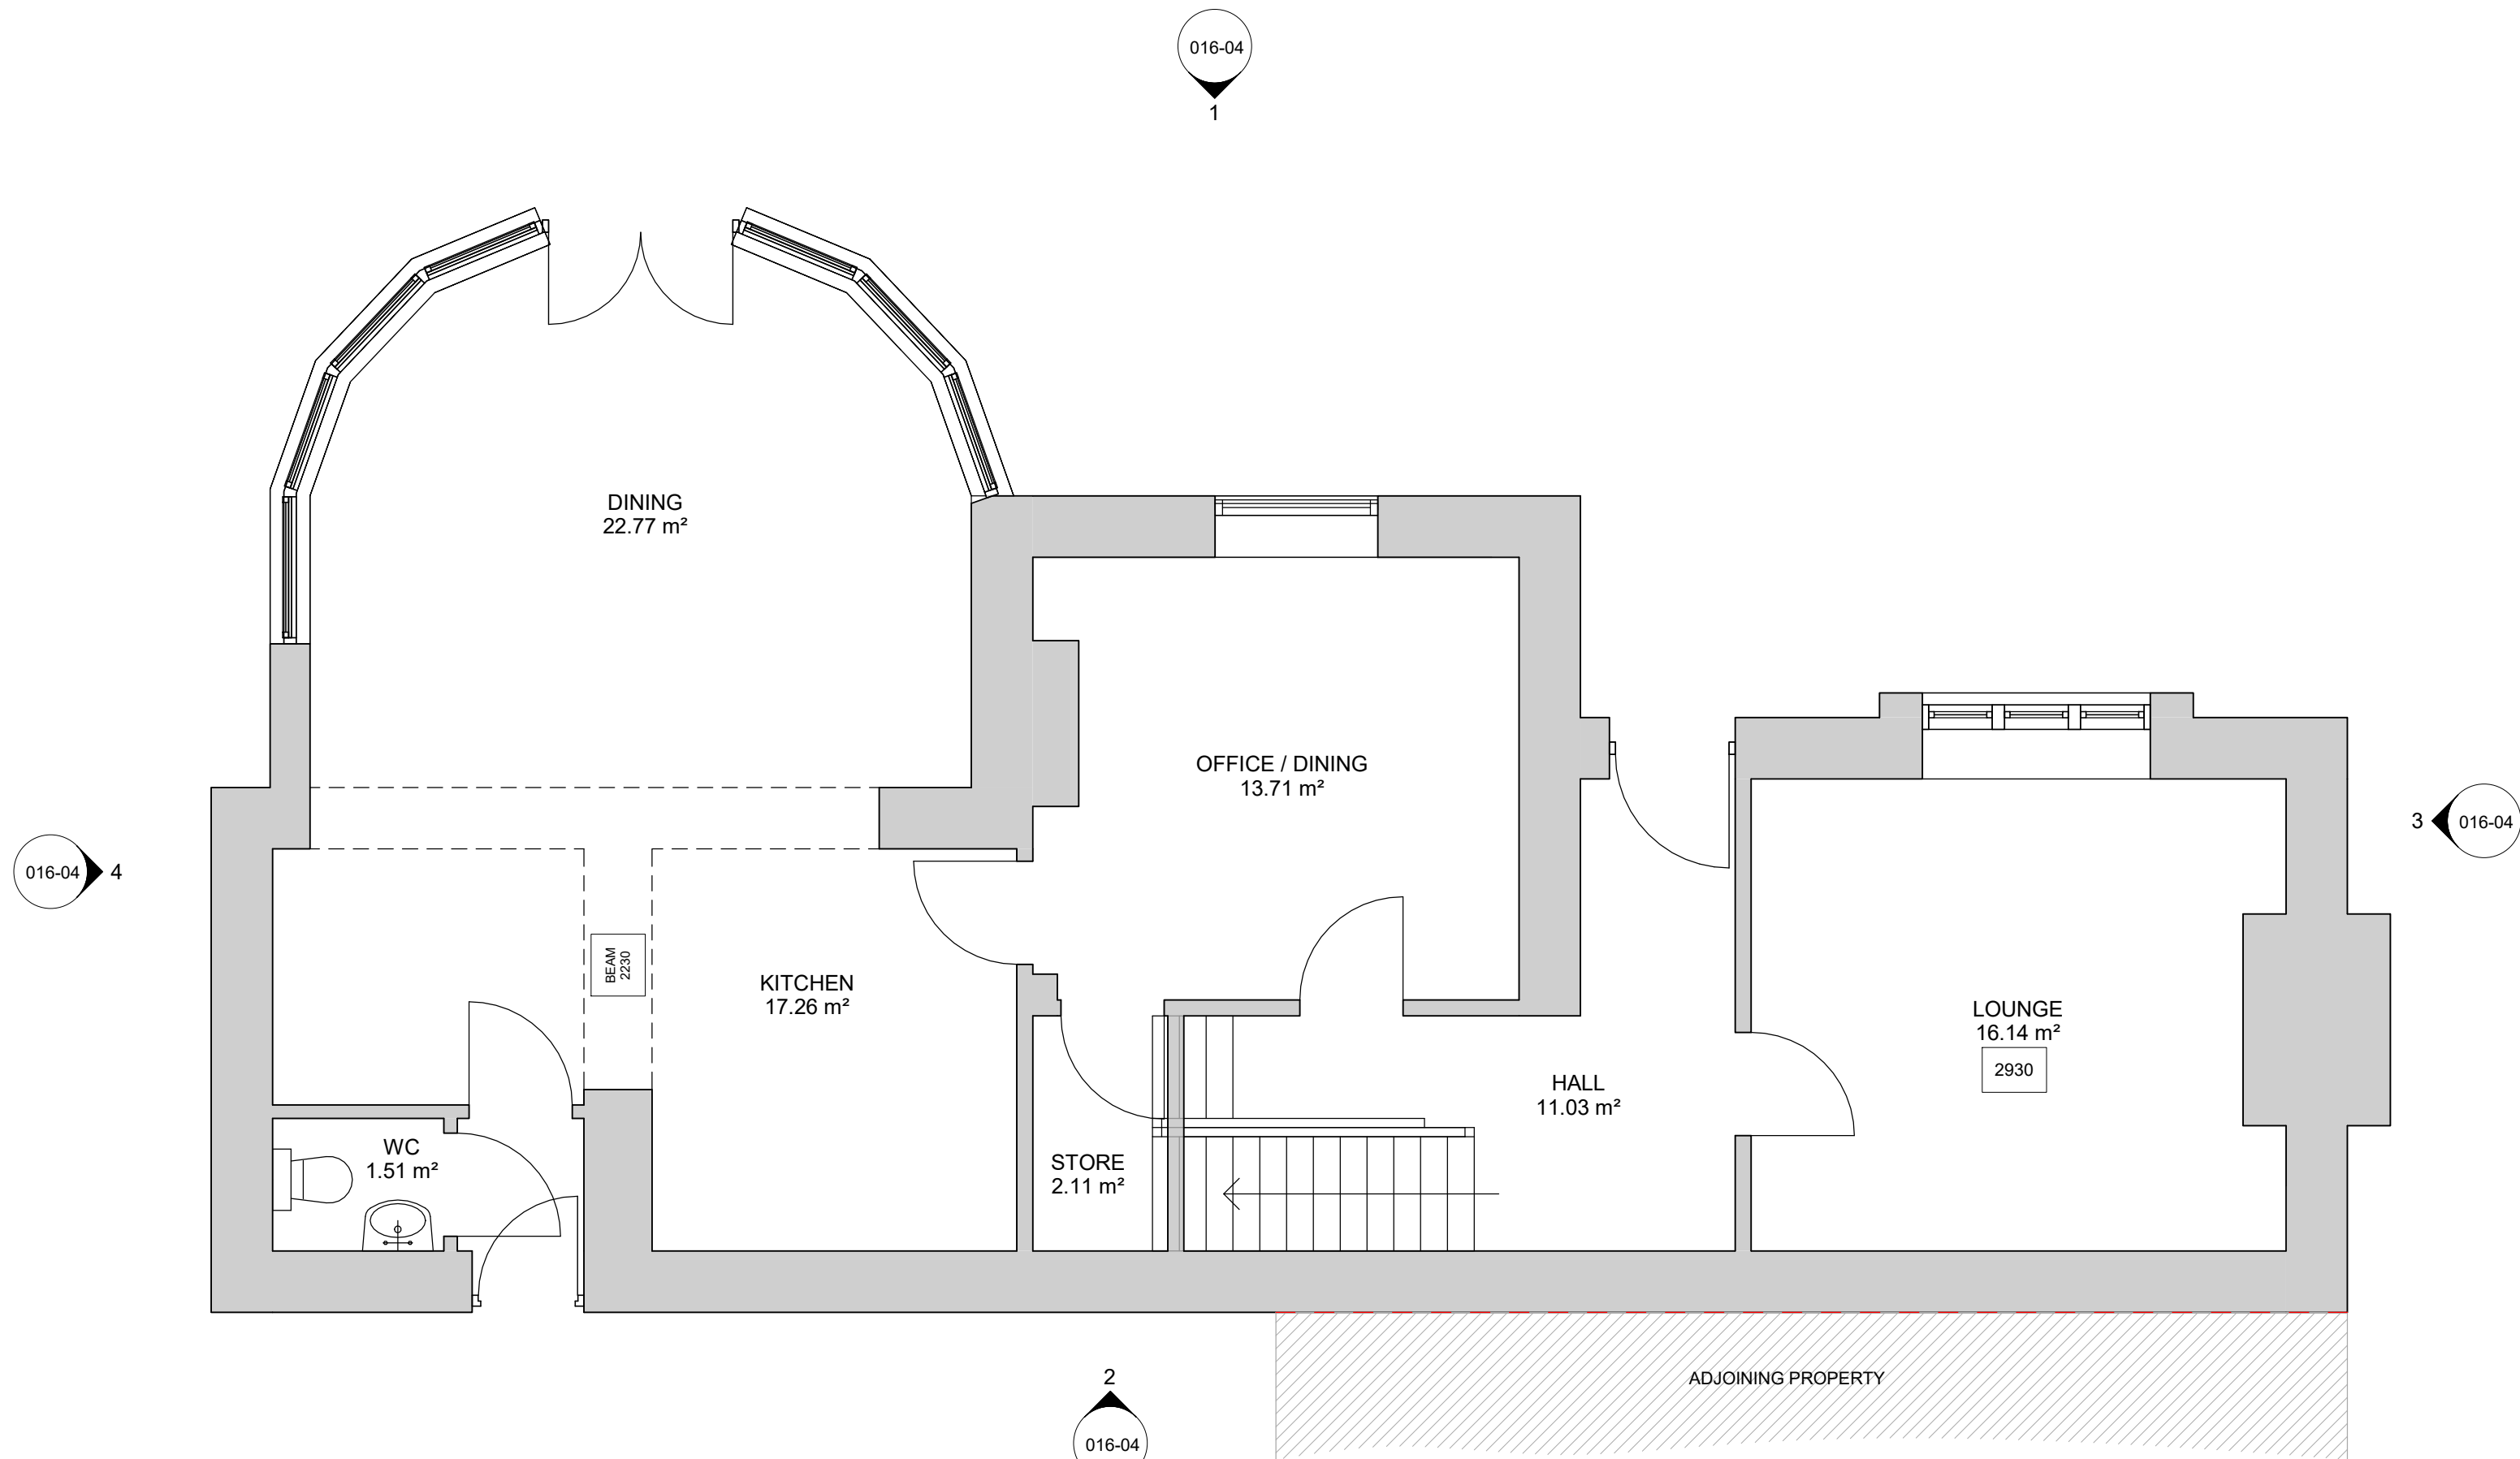 016-04
1
DINING
22.77 m²
OFFICE / DINING
13.71 m²
016-04
3
016-04
4
BEAM
2230
KITCHEN
17.26 m²
LOUNGE
16.14 m²
2930
HALL
11.03 m²
WC
1.51 m²
STORE
2.11 m²
ADJOINING PROPERTY
2
016-04